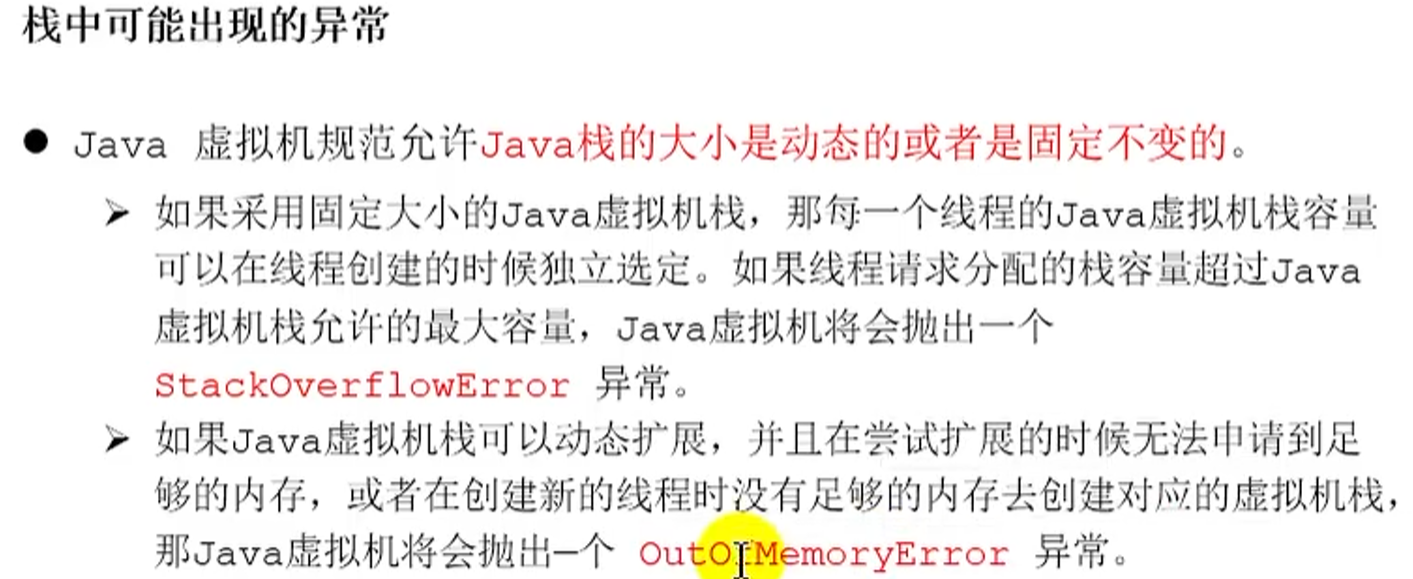 栈中可能出现的异常
● Java 虚拟机规范允许Java栈的大小是动态的或者是固定不变的。
➢ 如果采用固定大小的Java虚拟机栈，那每一个线程的Java虚拟机栈容量
可以在线程创建的时候独立选定。如果线程请求分配的栈容量超过Java
虚拟机栈允许的最大容量，Java虚拟机将会抛出一个
StackOverflowError 异常。
➢ 如果Java虚拟机栈可以动态扩展，并且在尝试扩展的时候无法申请到足
够的内存，或者在创建新的线程时没有足够的内存去创建对应的虚拟机栈，
那Java虚拟机将会抛出一个 OutOfMemoryError 异常。